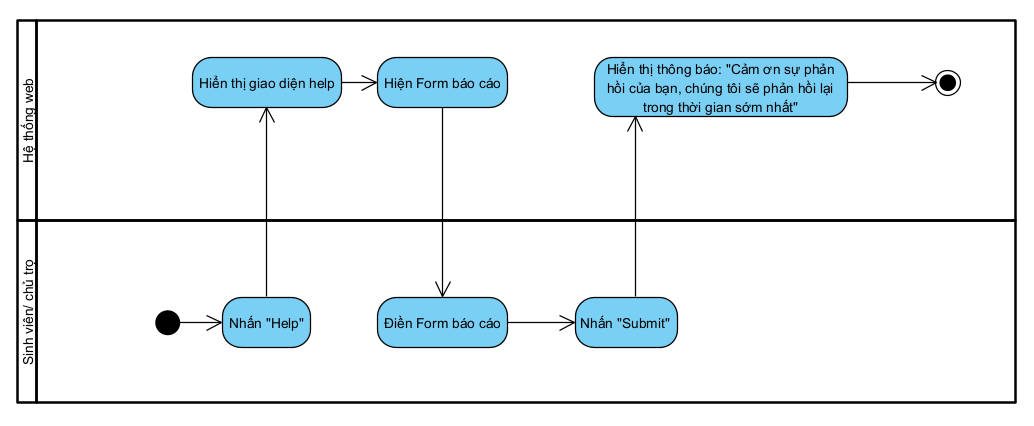 Hệ thống web
Hiển thị giao diện help
Hiện Form báo cáo
Hiển thị thông báo: "Cảm ơn sự phản
hồi của bạn, chúng tôi sẽ phản hồi lại
trong thời gian sớm nhất"
Sinh viên/ chủ trọ
Nhấn "Help"
Điền Form báo cáo
Nhấn "Submit"